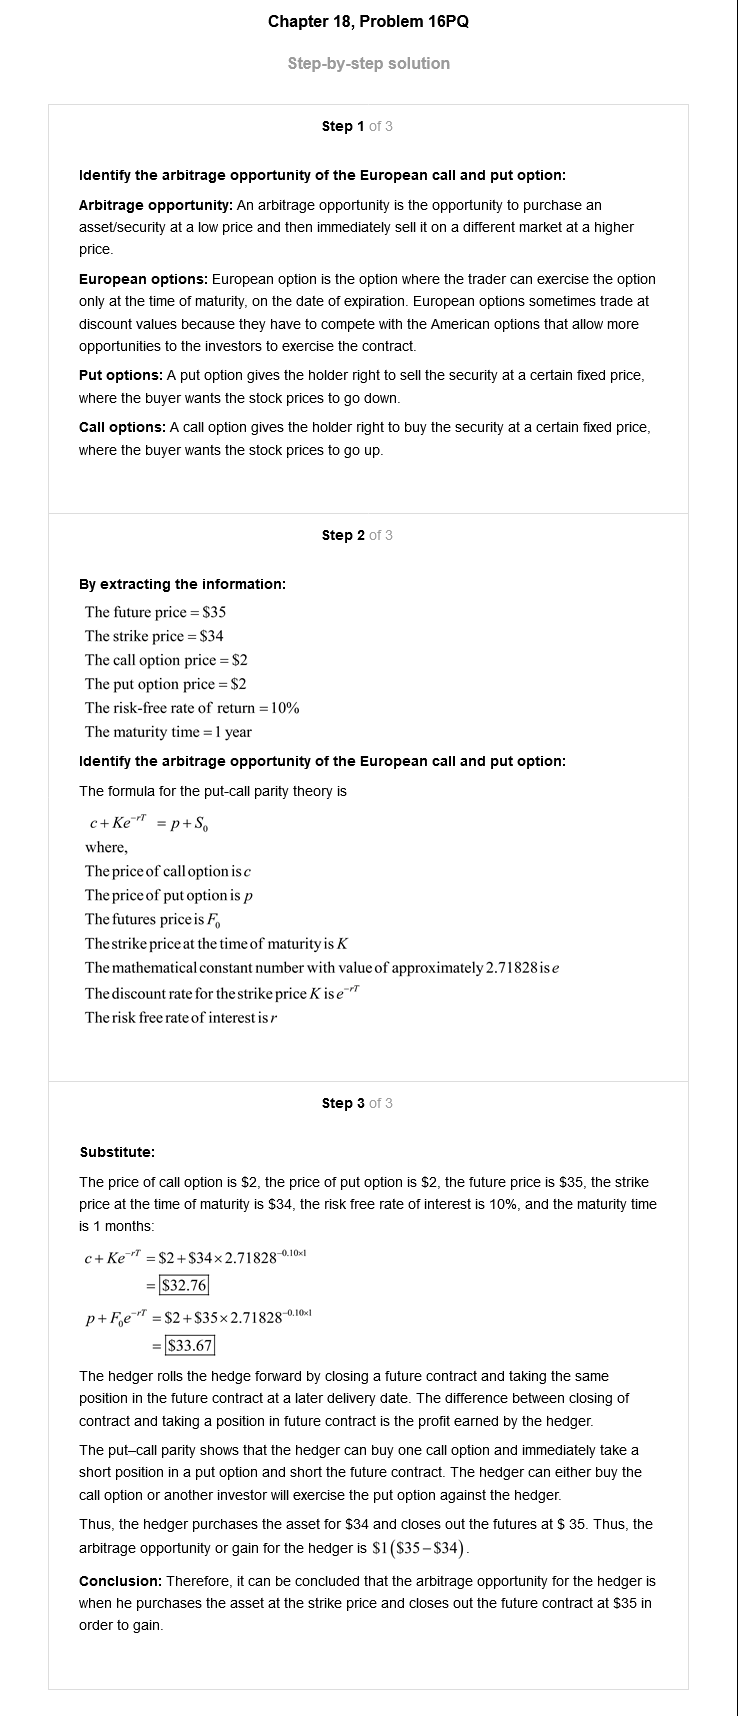 Chapter 18, Problem 16PQ
Step-by-step solution
Step 1 of 3
Identify the arbitrage opportunity of the European call and put option:
Arbitrage opportunity: An arbitrage opportunity is the opportunity to purchase an
asset/security at a low price and then immediately sell it on a different market at a higher
price.
European options: European option is the option where the trader can exercise the option
only at the time of maturity, on the date of expiration. European options sometimes trade at
discount values because they have to compete with the American options that allow more
opportunities to the investors to exercise the contract.
Put options: A put option gives the holder right to sell the security at a certain fixed price,
where the buyer wants the stock prices to go down.
Call options: A call option gives the holder right to buy the security at a certain fixed price,
where the buyer wants the stock prices to go up.
Step 2 of 3
By extracting the information:
The future price = $35
The strike price = $34
The call option price = $2
The put option price = $2
The risk-free rate of return = 10%
The maturity time = 1 year
Identify the arbitrage opportunity of the European call and put option:
The formula for the put-call parity theory is
c + Ke^{-rT} = p + S_0
where,
The price of call option is c
The price of put option is p
The futures price is F_0
The strike price at the time of maturity is K
The mathematical constant number with value of approximately 2.71828 is e
The discount rate for the strike price K is e^{-rT}
The risk free rate of interest is r
Step 3 of 3
Substitute:
The price of call option is $2, the price of put option is $2, the future price is $35, the strike
price at the time of maturity is $34, the risk free rate of interest is 10%, and the maturity time
is 1 months:
c + Ke^{-rT} = $2 + $34 × 2.71828^{-0.10×1}
= $32.76
p + F_0e^{-rT} = $2 + $35 × 2.71828^{-0.10×1}
= $33.67
The hedger rolls the hedge forward by closing a future contract and taking the same
position in the future contract at a later delivery date. The difference between closing of
contract and taking a position in future contract is the profit earned by the hedger.
The put–call parity shows that the hedger can buy one call option and immediately take a
short position in a put option and short the future contract. The hedger can either buy the
call option or another investor will exercise the put option against the hedger.
Thus, the hedger purchases the asset for $34 and closes out the futures at $ 35. Thus, the
arbitrage opportunity or gain for the hedger is $1($35 – $34).
Conclusion: Therefore, it can be concluded that the arbitrage opportunity for the hedger is
when he purchases the asset at the strike price and closes out the future contract at $35 in
order to gain.